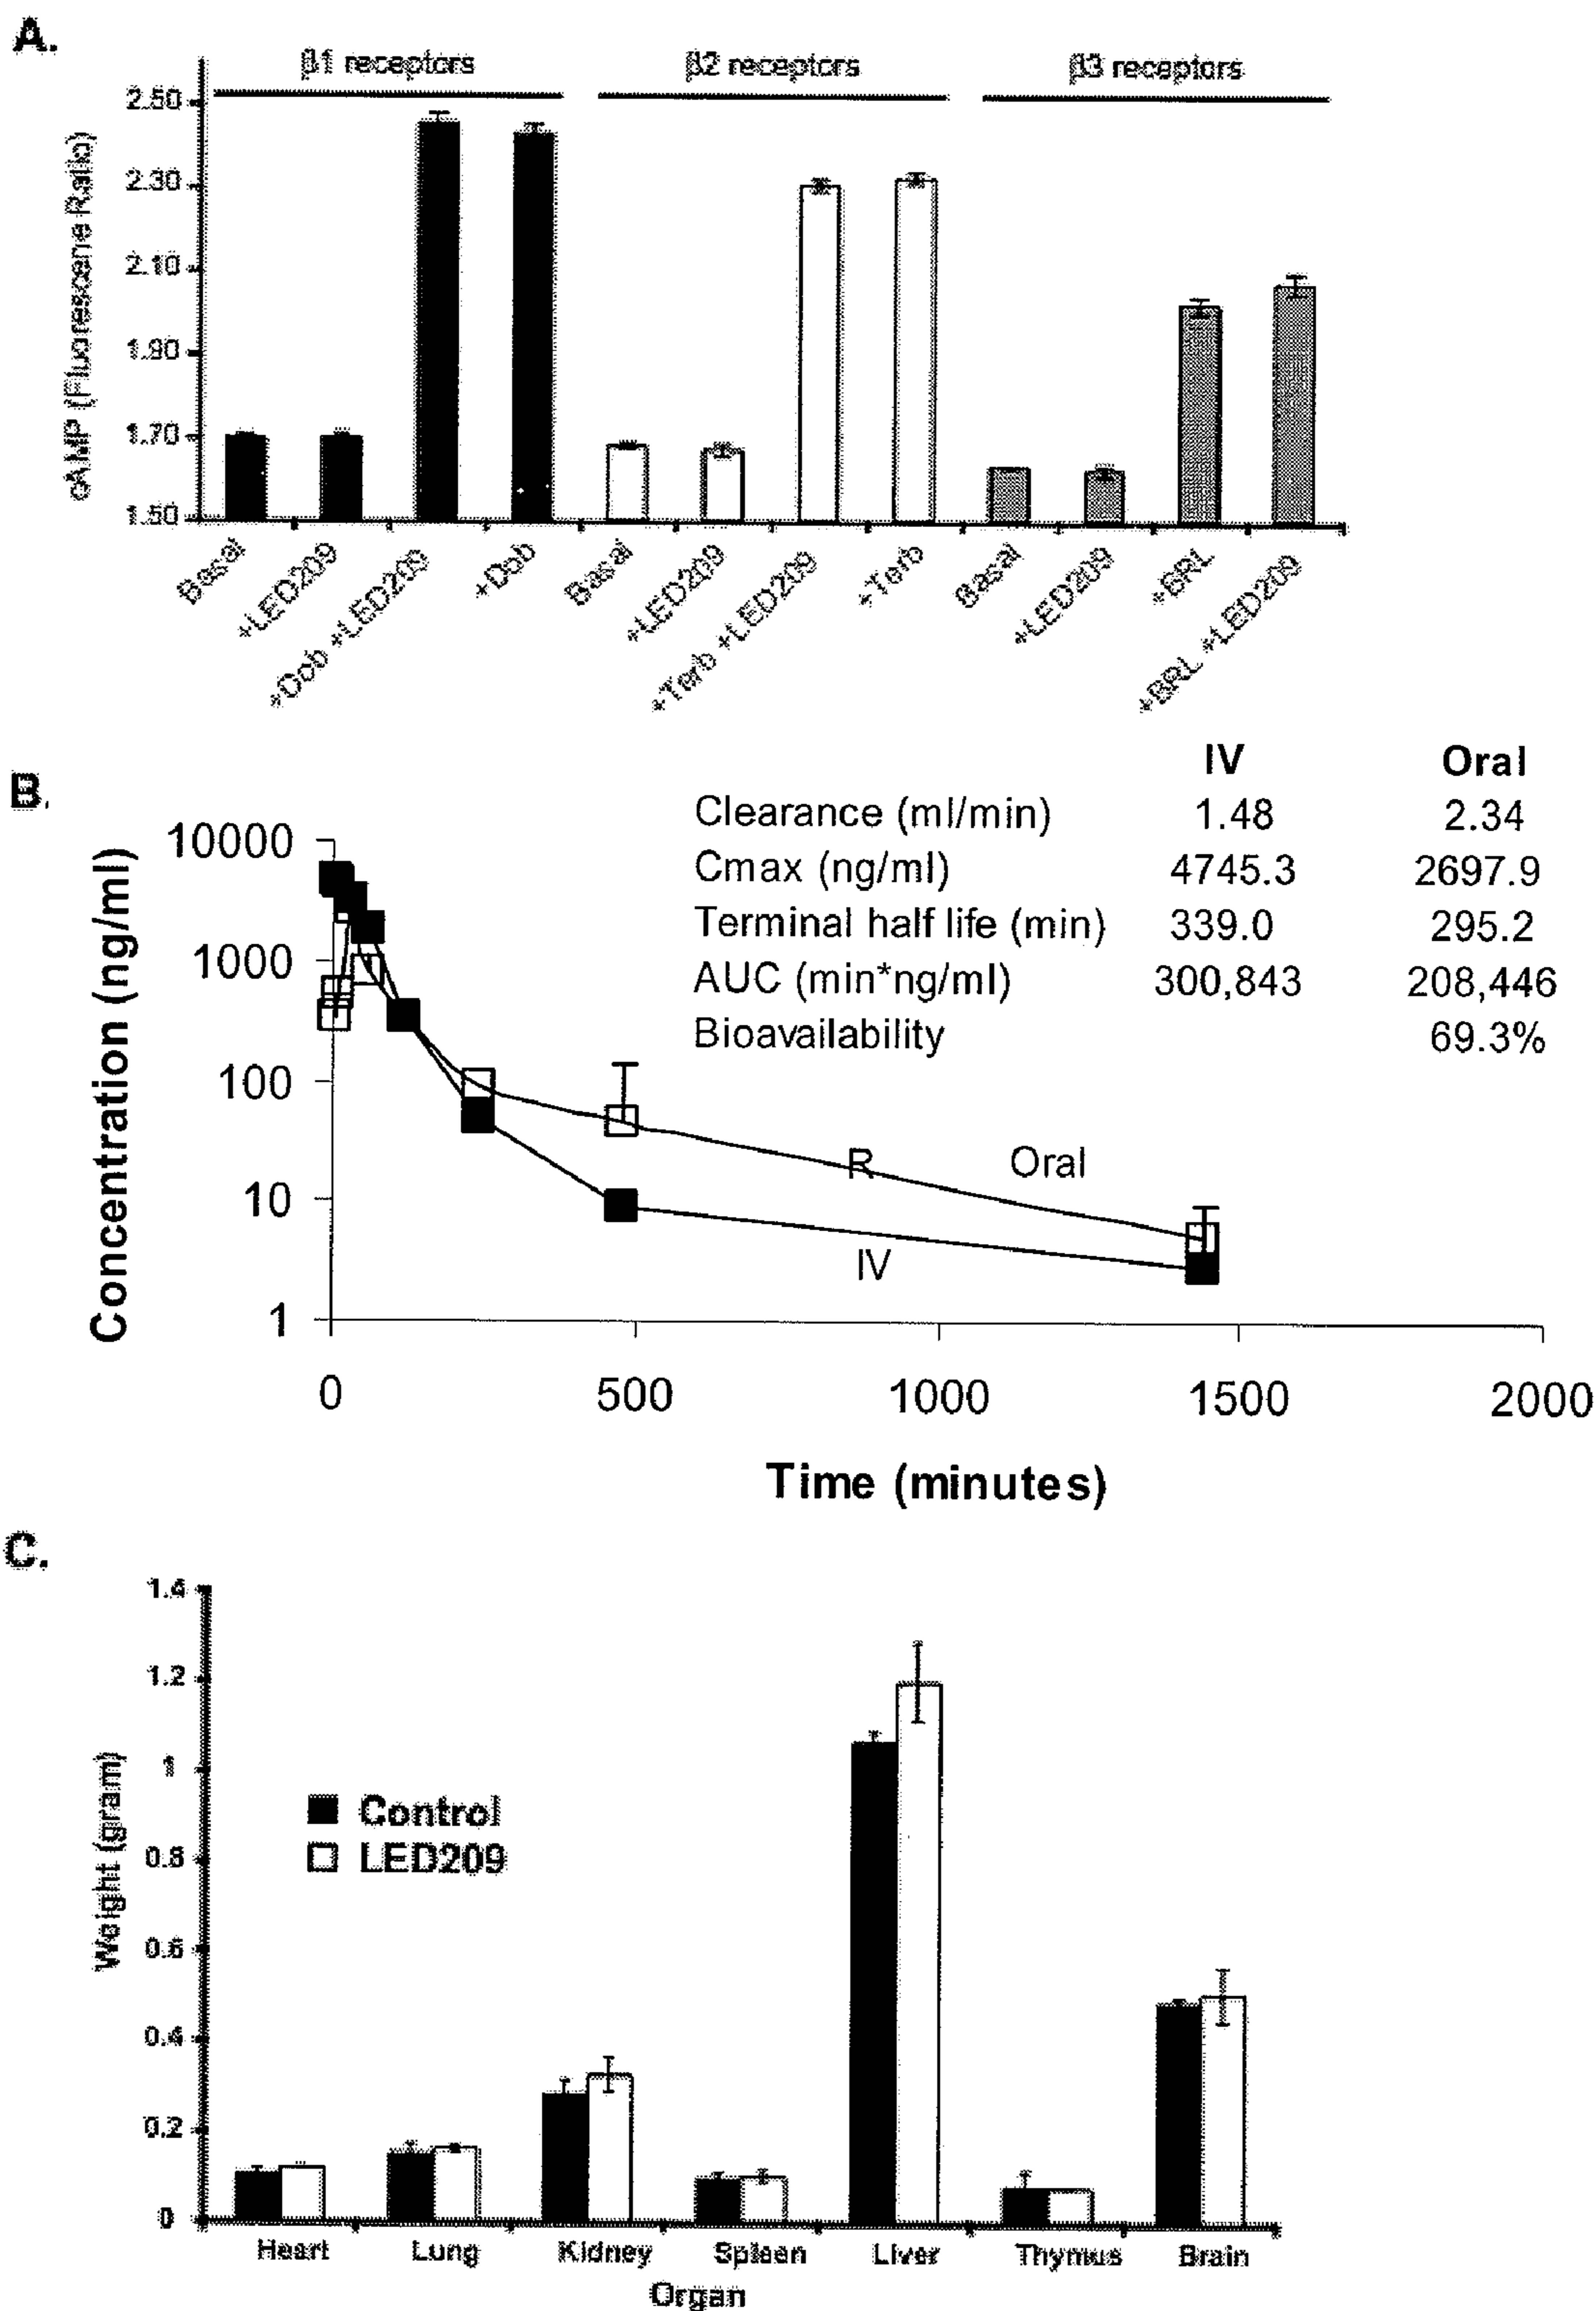 A.
β1 receptors β2 receptors β3 receptors
cAMP (Fluorescene Ratio)
2.50
2.30
2.10
1.90
1.70
1.50
Basal
+LED209
+Dob +LED209
+Dob
Basal
+LED209
+Terb +LED209
+Terb
Basal
+LED209
+BRL
+BRL +LED209
B.
IV Oral
Clearance (ml/min) 1.48 2.34
Cmax (ng/ml) 4745.3 2697.9
Terminal half life (min) 339.0 295.2
AUC (min*ng/ml) 300,843 208,446
Bioavailability 69.3%
Concentration (ng/ml)
10000
1000
100
10
1
R
Oral
IV
0 500 1000 1500 2000
Time (minutes)
C.
Weight (gram)
1.4
1.2
1
0.8
0.6
0.4
0.2
0
Control
LED209
Heart Lung Kidney Spleen Liver Thymus Brain
Organ